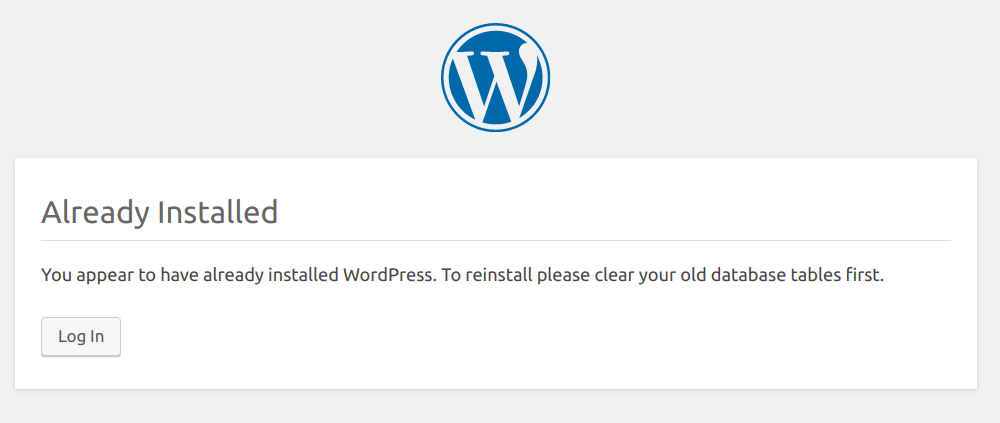 Already Installed
You appear to have already installed WordPress. To reinstall please clear your old database tables first.
Log In